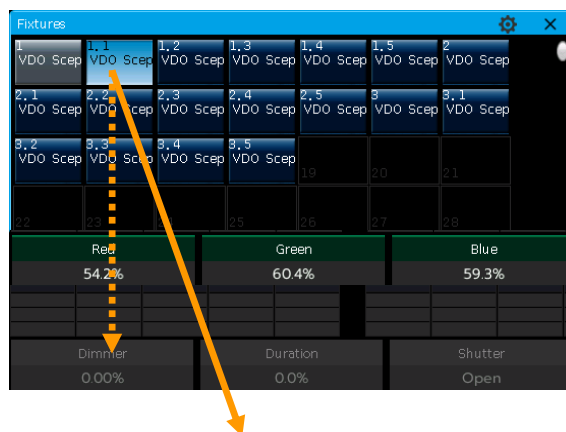 Fixtures
1 1.1 1.2 1.3 1.4 1.5 2
VDO Scep VDO Scep VDO Scep VDO Scep VDO Scep VDO Scep VDO Scep
2.1 2.2 2.3 2.4 2.5 3 3.1
VDO Scep VDO Scep VDO Scep VDO Scep VDO Scep VDO Scep VDO Scep
3.2 3.3 3.4 3.5
VDO Scep VDO Scep VDO Scep VDO Scep
19 20 21
22 23 25 26 27 28
Red Green Blue
54.2% 60.4% 59.3%
Dimmer Duration Shutter
0.00% 0.0% Open